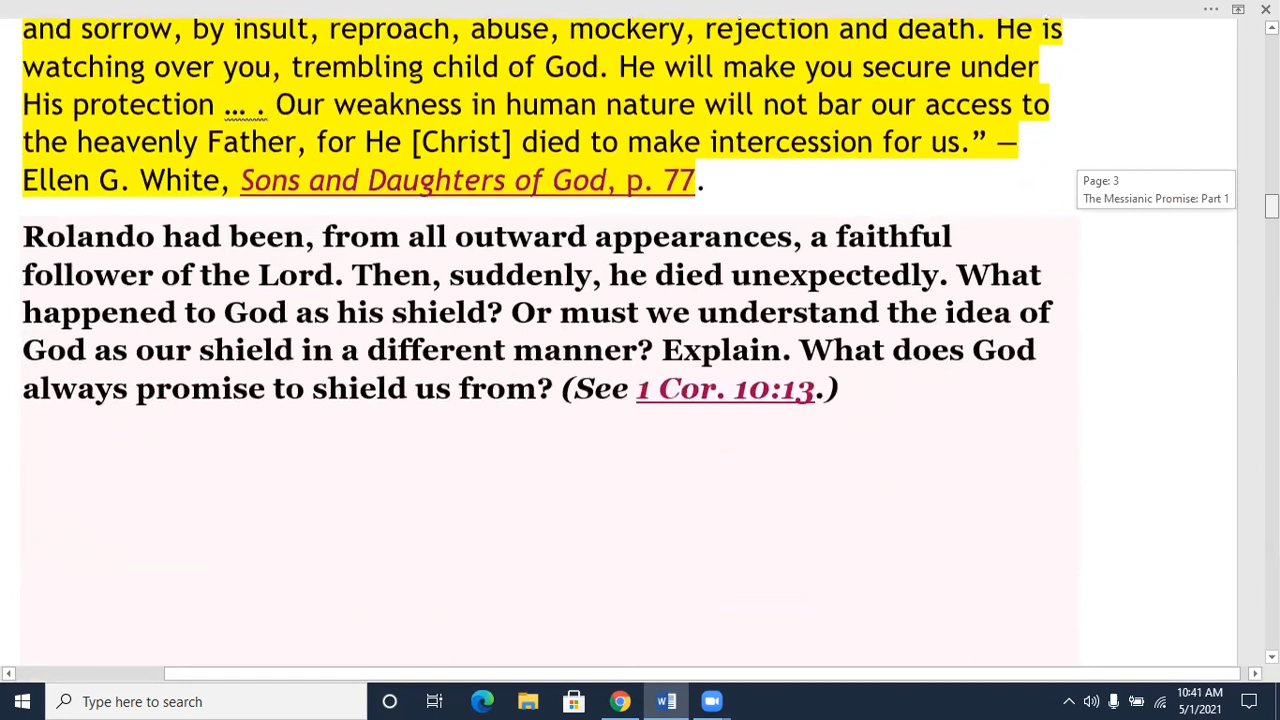 and sorrow, by insult, reproach, abuse, mockery, rejection and death. He is
watching over you, trembling child of God. He will make you secure under
His protection … . Our weakness in human nature will not bar our access to
the heavenly Father, for He [Christ] died to make intercession for us.” —
Ellen G. White, Sons and Daughters of God, p. 77.
Page: 3
The Messianic Promise: Part 1
Rolando had been, from all outward appearances, a faithful
follower of the Lord. Then, suddenly, he died unexpectedly. What
happened to God as his shield? Or must we understand the idea of
God as our shield in a different manner? Explain. What does God
always promise to shield us from? (See 1 Cor. 10:13.)
Type here to search
10:41 AM
5/1/2021